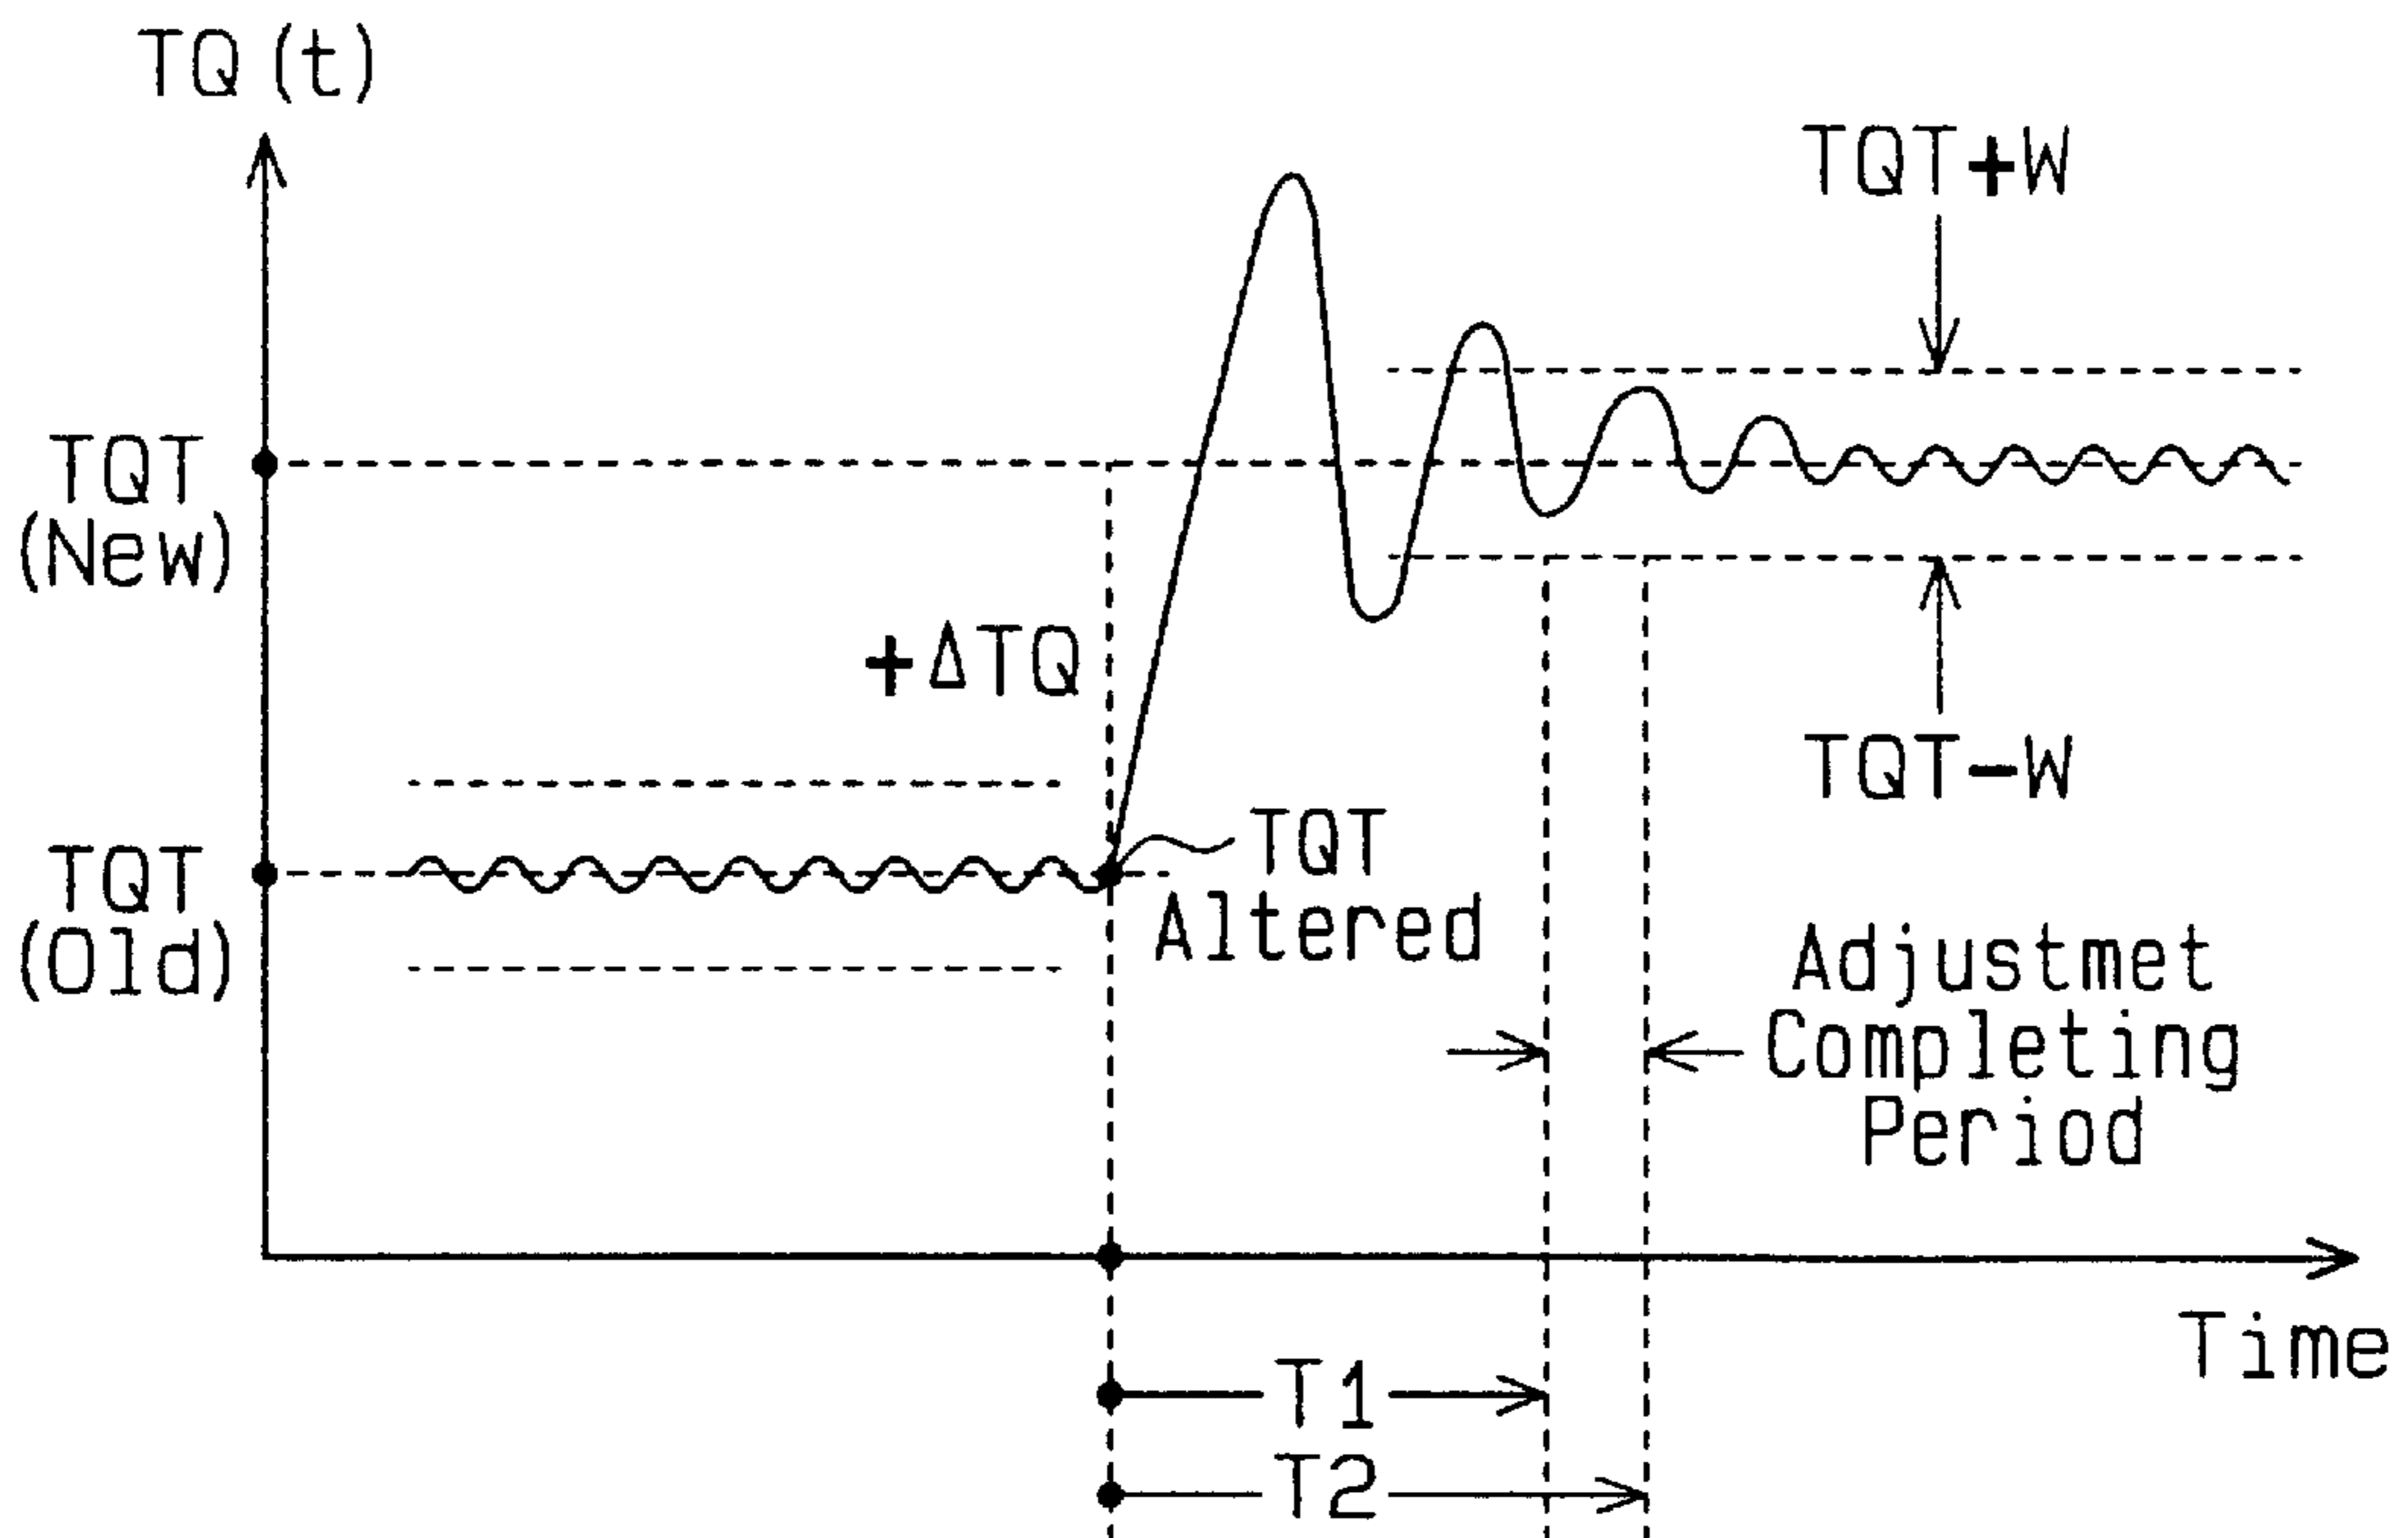 TQ(t)
TQT+W
TQT
(New)
+ΔTQ
TQT-W
TQT
(Old)
TQT
Altered
Adjustmet
Completing
Period
Time
T1
T2